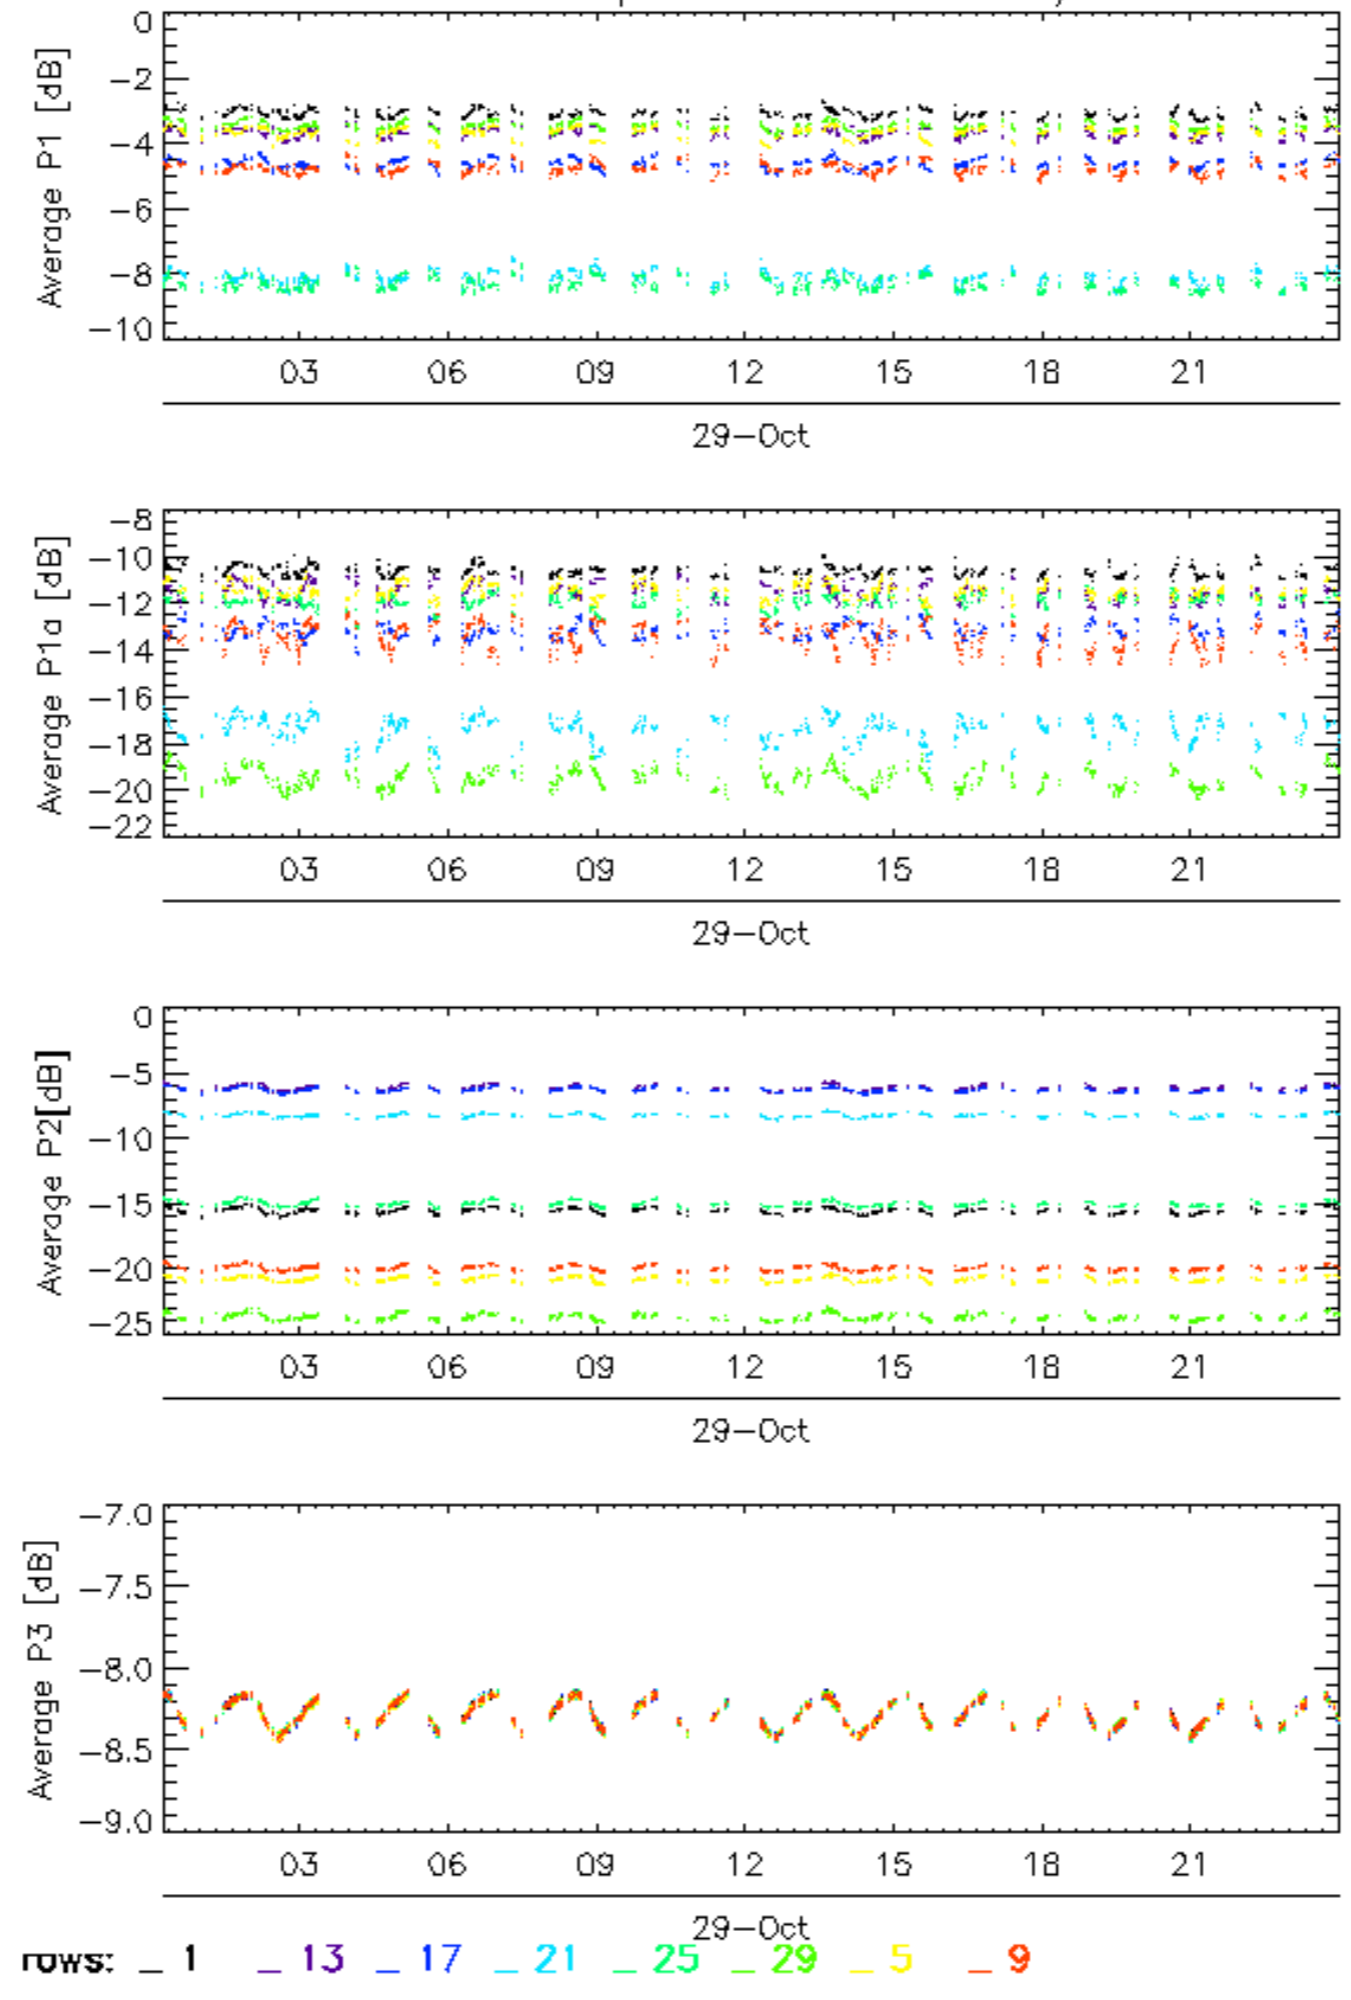 0
−2
−4
−6
−8
−10
Average P1 [dB]
03 06 09 12 15 18 21
29−Oct
−8
−10
−12
−14
−16
−18
−20
−22
Average P1a [dB]
03 06 09 12 15 18 21
29−Oct
0
−5
−10
−15
−20
−25
Average P2[dB]
03 06 09 12 15 18 21
29−Oct
−7.0
−7.5
−8.0
−8.5
−9.0
Average P3 [dB]
03 06 09 12 15 18 21
29−Oct
rows: _ 1 _ 13 _ 17 _ 21 _ 25 _ 29 _ 5 _ 9